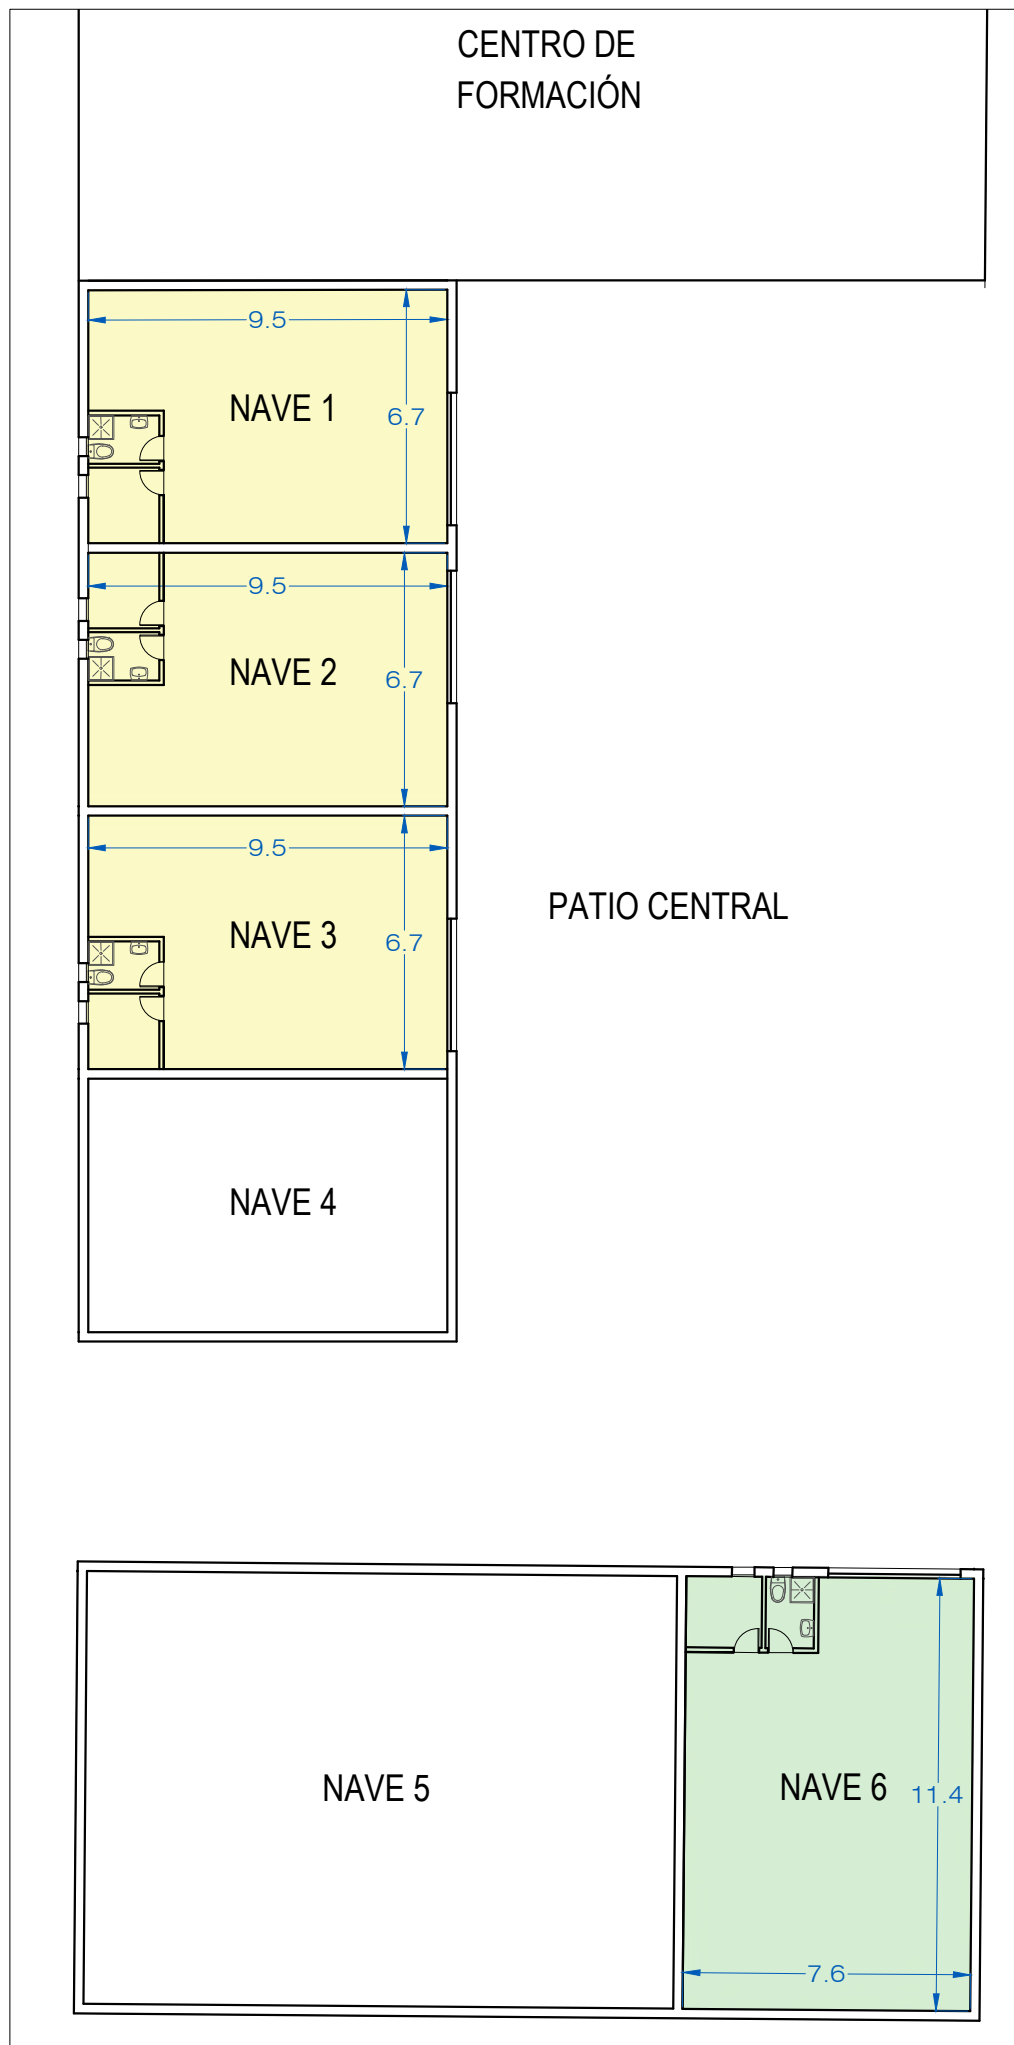 CENTRO DE
FORMACIÓN
9.5
NAVE 1
6.7
9.5
NAVE 2
6.7
9.5
NAVE 3
6.7
PATIO CENTRAL
NAVE 4
NAVE 5
NAVE 6
11.4
7.6